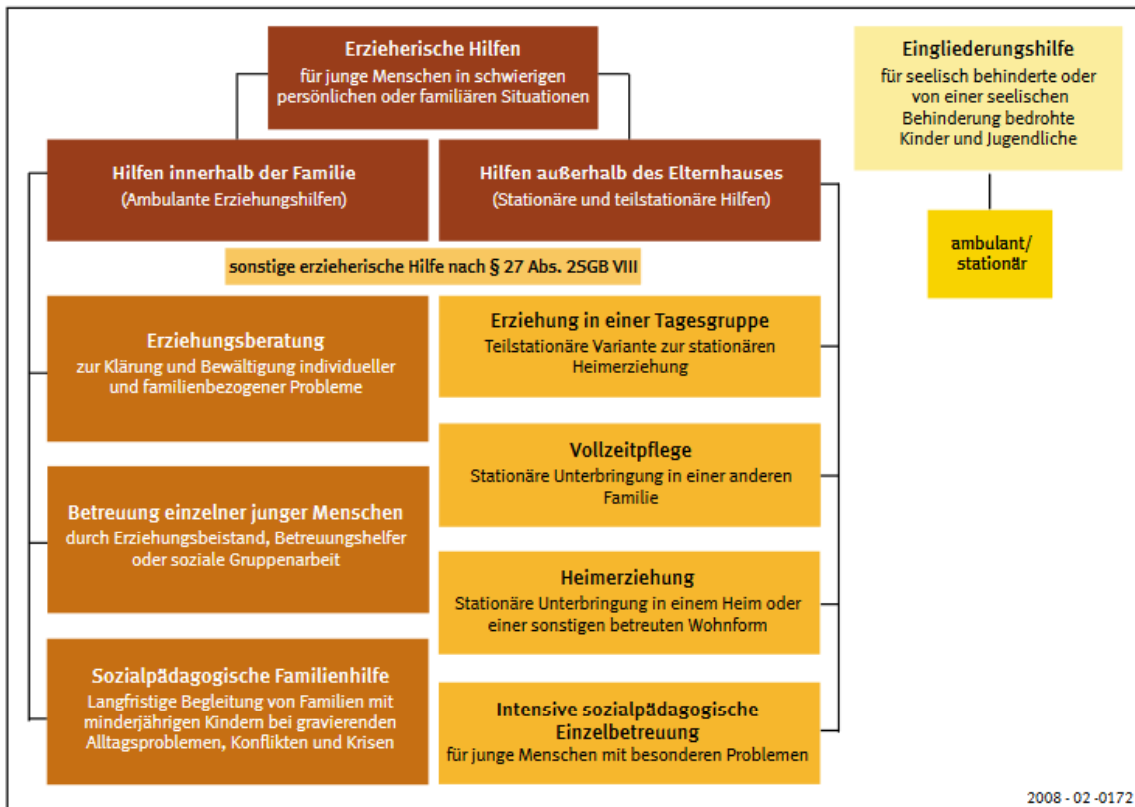 Erzieherische Hilfen
für junge Menschen in schwierigen
persönlichen oder familiären Situationen
Eingliederungshilfe
für seelisch behinderte oder
von einer seelischen
Behinderung bedrohte
Kinder und Jugendliche
Hilfen innerhalb der Familie
(Ambulante Erziehungshilfen)
Hilfen außerhalb des Elternhauses
(Stationäre und teilstationäre Hilfen)
ambulant/
stationär
sonstige erzieherische Hilfe nach § 27 Abs. 2SGB VIII
Erziehungsberatung
zur Klärung und Bewältigung individueller
und familienbezogener Probleme
Erziehung in einer Tagesgruppe
Teilstationäre Variante zur stationären
Heimerziehung
Vollzeitpflege
Stationäre Unterbringung in einer anderen
Familie
Betreuung einzelner junger Menschen
durch Erziehungsbeistand, Betreuungshelfer
oder soziale Gruppenarbeit
Heimerziehung
Stationäre Unterbringung in einem Heim oder
einer sonstigen betreuten Wohnform
Sozialpädagogische Familienhilfe
Langfristige Begleitung von Familien mit
minderjährigen Kindern bei gravierenden
Alltagsproblemen, Konflikten und Krisen
Intensive sozialpädagogische
Einzelbetreuung
für junge Menschen mit besonderen Problemen
2008 - 02 -0172